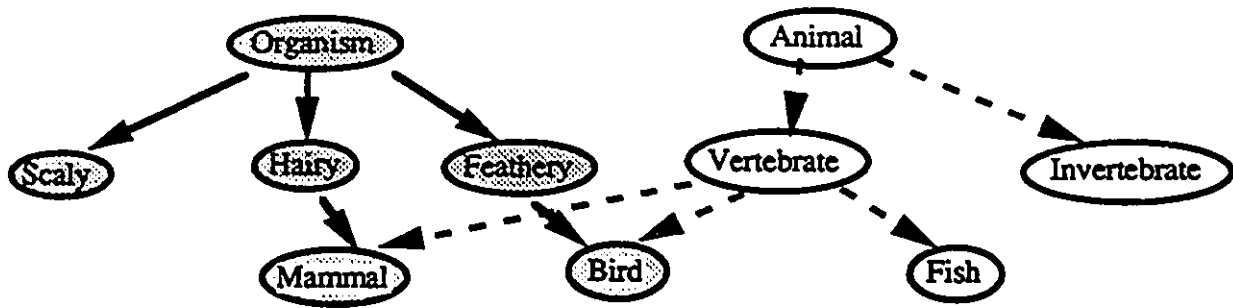 Organism
Animal
Scaly
Hairy
Feathery
Vertebrate
Invertebrate
Mammal
Bird
Fish